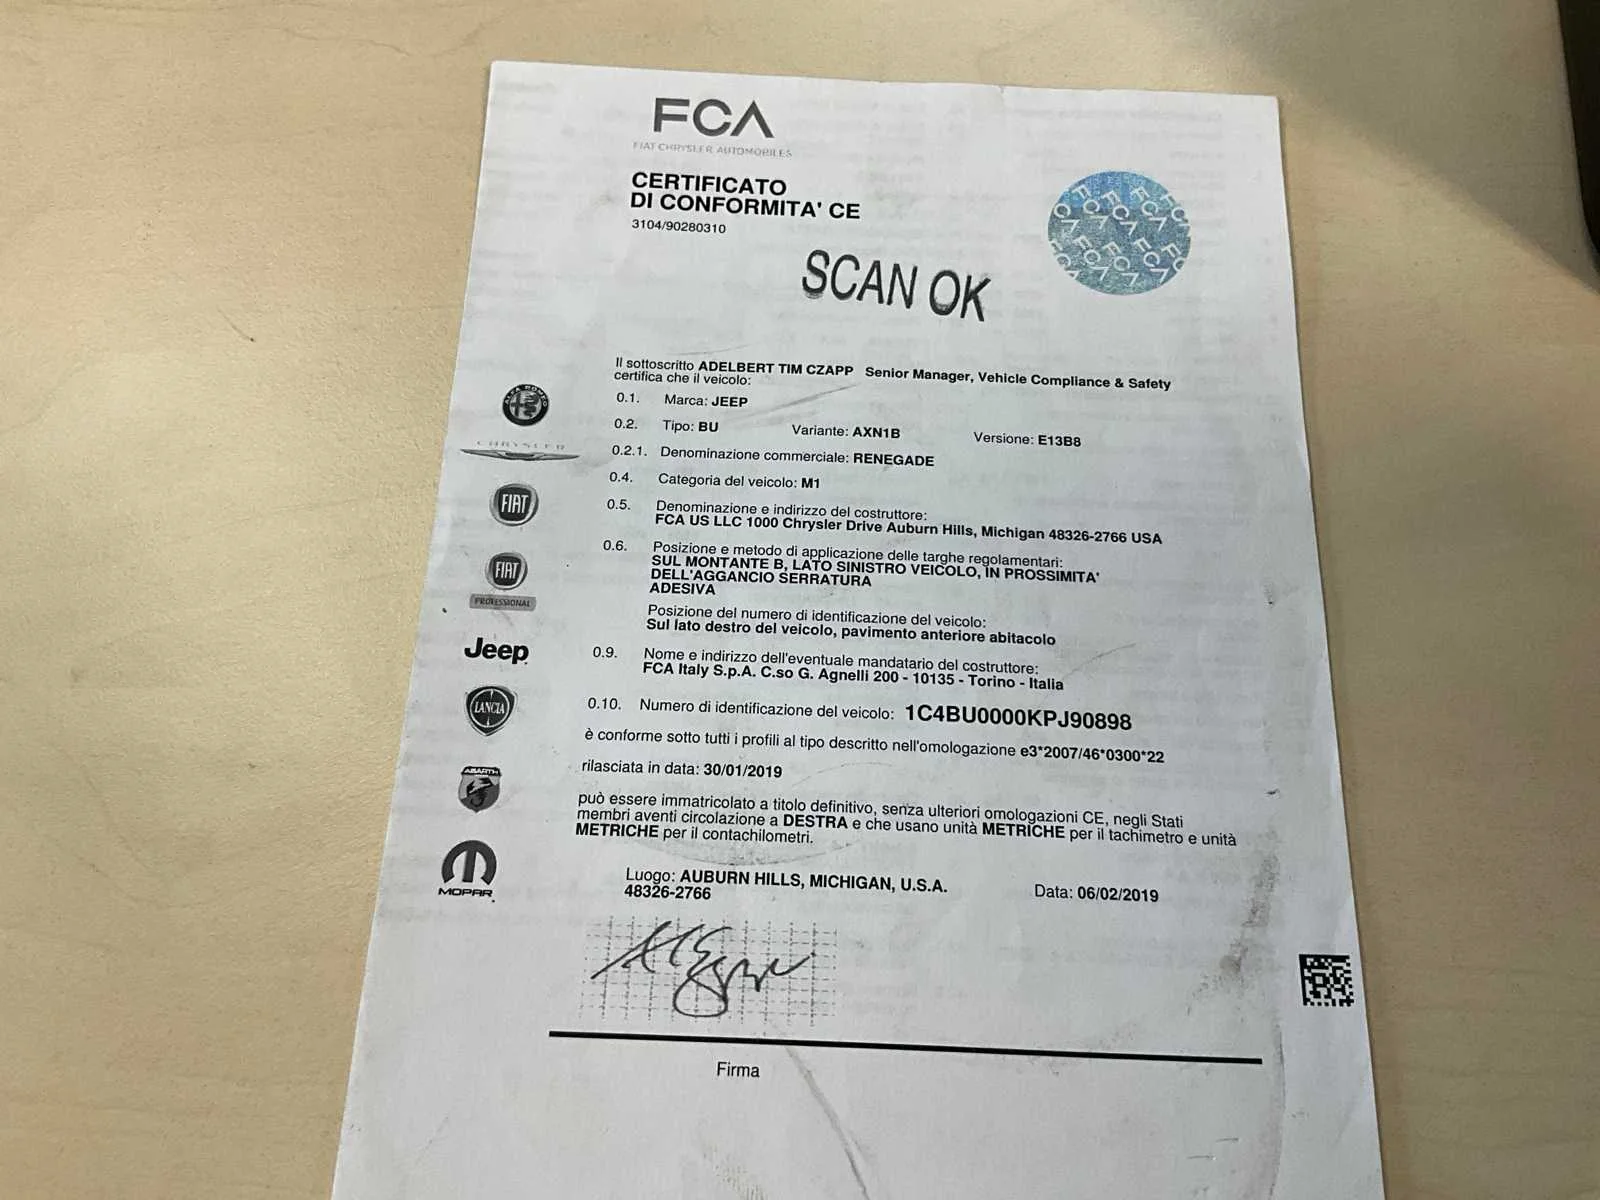 FCA
FIAT CHRYSLER AUTOMOBILES
CERTIFICATO
DI CONFORMITA' CE
3104/90280310
SCAN OK
Il sottoscritto ADELBERT TIM CZAPP Senior Manager, Vehicle Compliance & Safety
certifica che il veicolo:
0.1. Marca: JEEP
0.2. Tipo: BU Variante: AXN1B Versione: E13B8
0.2.1. Denominazione commerciale: RENEGADE
0.4. Categoria del veicolo: M1
0.5. Denominazione e indirizzo del costruttore:
FCA US LLC 1000 Chrysler Drive Auburn Hills, Michigan 48326-2766 USA
0.6. Posizione e metodo di applicazione delle targhe regolamentari:
SUL MONTANTE B, LATO SINISTRO VEICOLO, IN PROSSIMITA'
DELL'AGGANCIO SERRATURA
ADESIVA
Posizione del numero di identificazione del veicolo:
Sul lato destro del veicolo, pavimento anteriore abitacolo
0.9. Nome e indirizzo dell'eventuale mandatario del costruttore:
FCA Italy S.p.A. C.so G. Agnelli 200 - 10135 - Torino - Italia
0.10. Numero di identificazione del veicolo: 1C4BU0000KPJ90898
è conforme sotto tutti i profili al tipo descritto nell'omologazione e3*2007/46*0300*22
rilasciata in data: 30/01/2019
può essere immatricolato a titolo definitivo, senza ulteriori omologazioni CE, negli Stati
membri aventi circolazione a DESTRA e che usano unità METRICHE per il tachimetro e unità
METRICHE per il contachilometri.
Luogo: AUBURN HILLS, MICHIGAN, U.S.A.
48326-2766
Data: 06/02/2019
Firma
ALFA ROMEO
CHRYSLER
FIAT
FIAT
PROFESSIONAL
Jeep
LANCIA
ABARTH
MOPAR